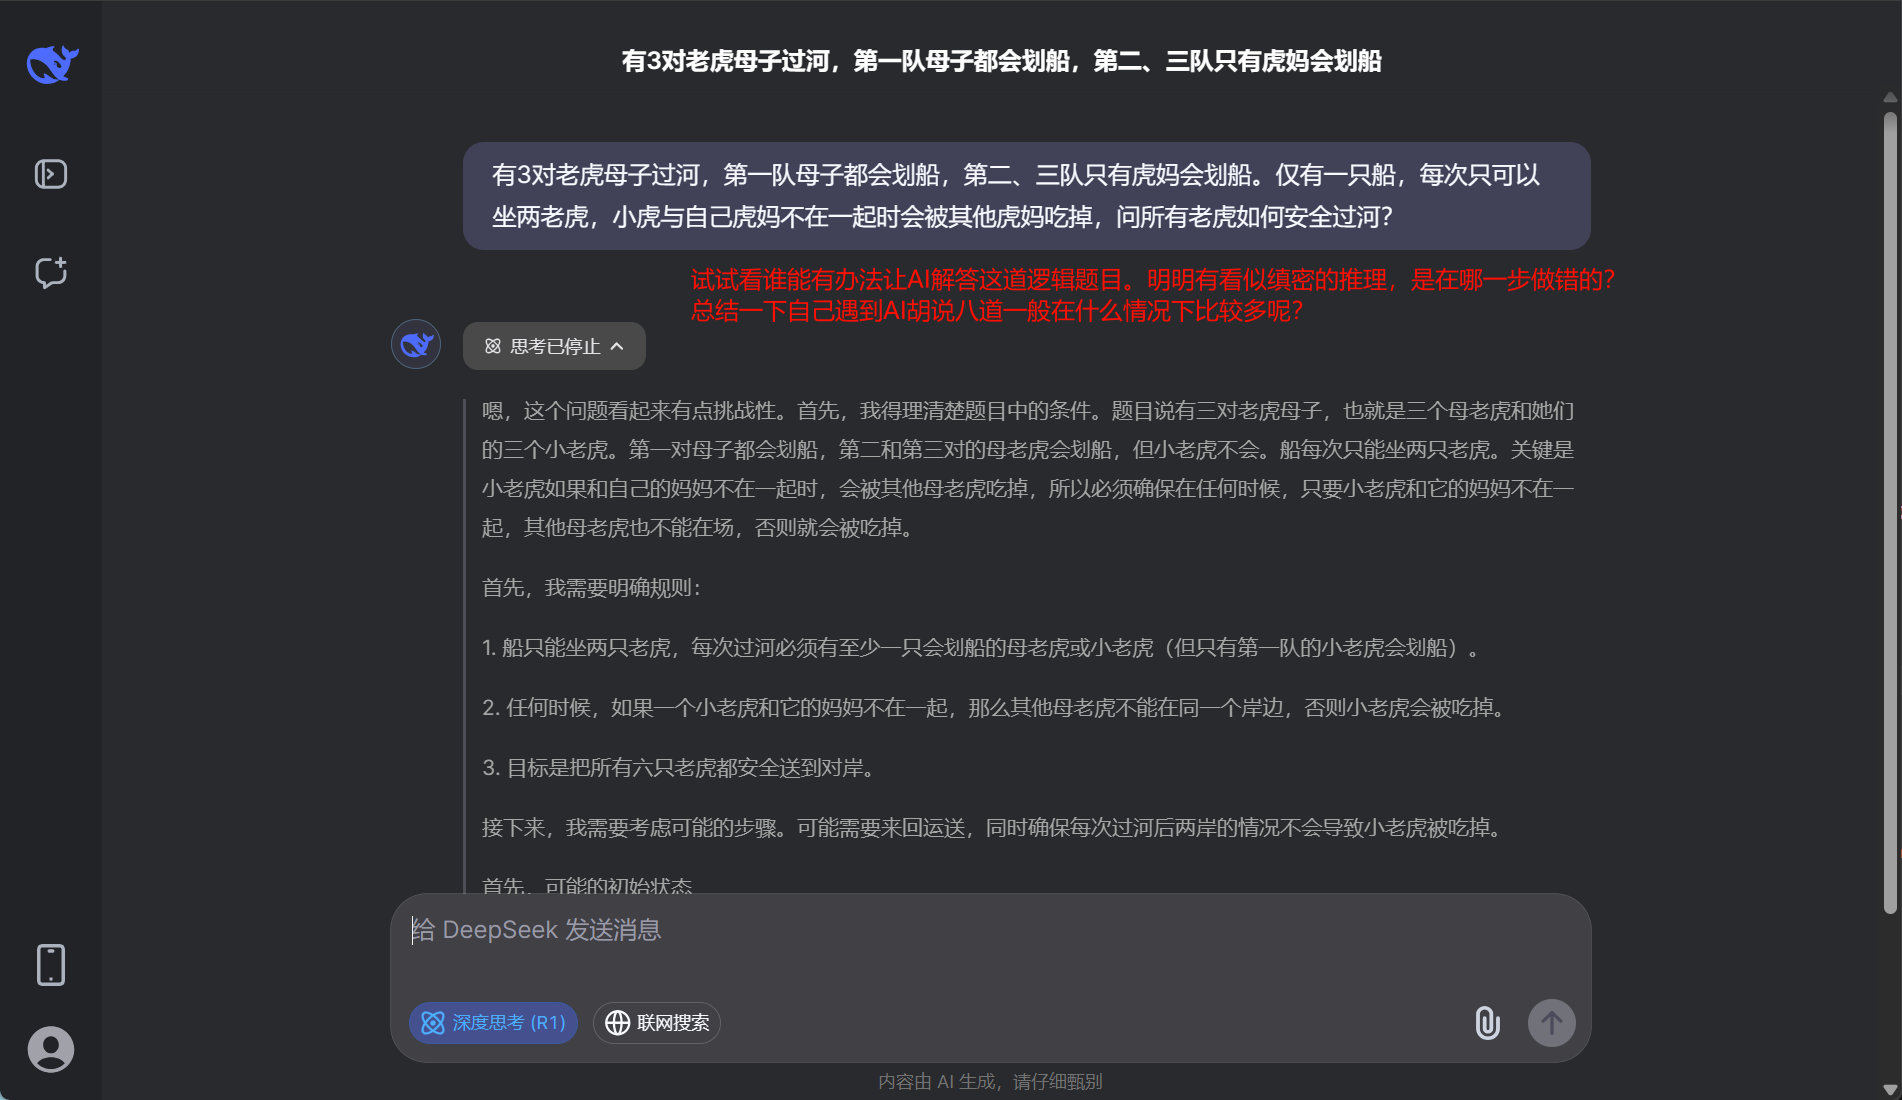 有3对老虎母子过河，第一队母子都会划船，第二、三队只有虎妈会划船
有3对老虎母子过河，第一队母子都会划船，第二、三队只有虎妈会划船。仅有一只船，每次只可以
坐两老虎，小虎与自己虎妈不在一起时会被其他虎妈吃掉，问所有老虎如何安全过河？
试试看谁能有办法让AI解答这道逻辑题目。明明有看似缜密的推理，是在哪一步做错的？
总结一下自己遇到AI胡说八道一般在什么情况下比较多呢？
思考已停止
嗯，这个问题看起来有点挑战性。首先，我得理清楚题目中的条件。题目说有三对老虎母子，也就是三个母老虎和她们
的三个小老虎。第一对母子都会划船，第二和第三对的母老虎会划船，但小老虎不会。船每次只能坐两只老虎。关键是
小老虎如果和自己的妈妈不在一起时，会被其他母老虎吃掉，所以必须确保在任何时候，只要小老虎和它的妈妈不在一
起，其他母老虎也不能在场，否则就会被吃掉。
首先，我需要明确规则：
1. 船只能坐两只老虎，每次过河必须有至少一只会划船的母老虎或小老虎（但只有第一队的小老虎会划船）。
2. 任何时候，如果一个小老虎和它的妈妈不在一起，那么其他母老虎不能在同一个岸边，否则小老虎会被吃掉。
3. 目标是把所有六只老虎都安全送到对岸。
接下来，我需要考虑可能的步骤。可能需要来回运送，同时确保每次过河后两岸的情况不会导致小老虎被吃掉。
首先，可能的初始状态
给 DeepSeek 发送消息
深度思考 (R1)
联网搜索
内容由 AI 生成，请仔细甄别